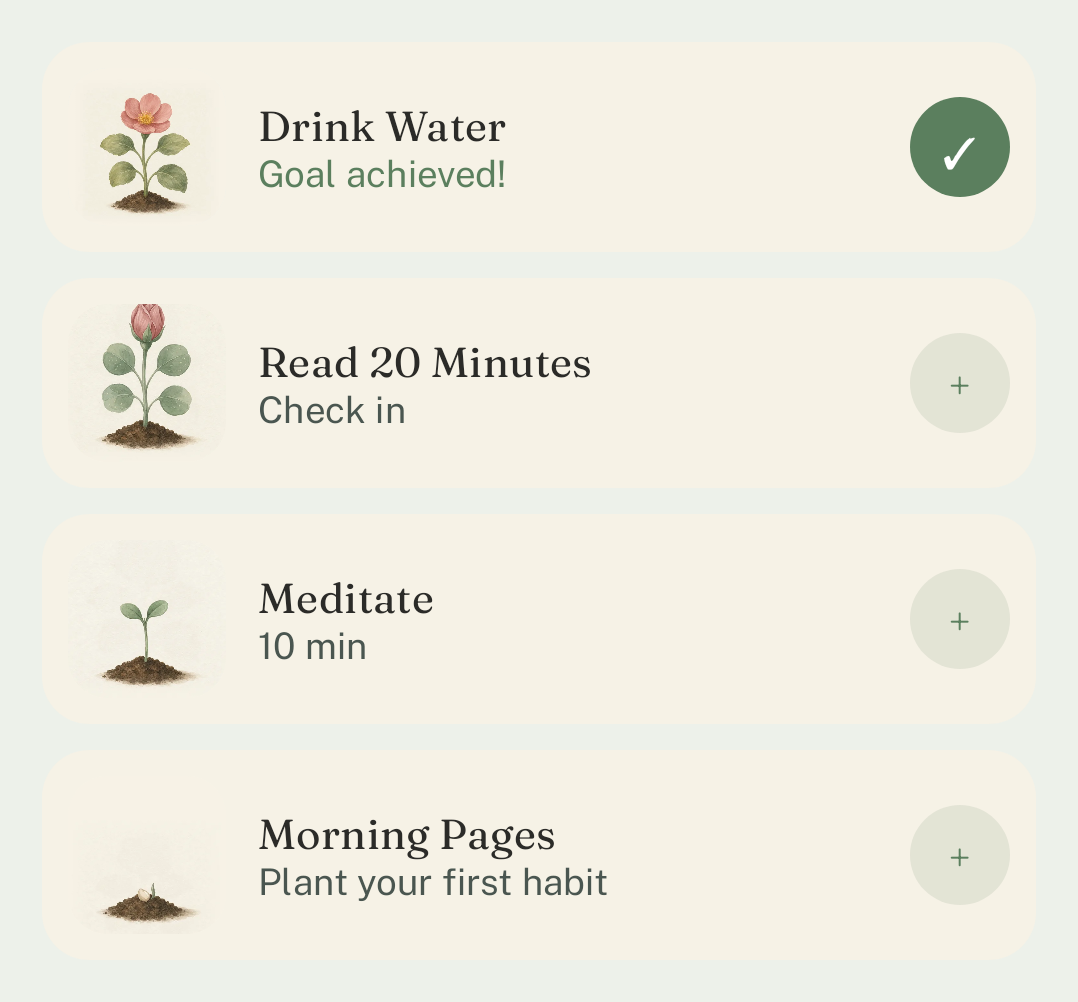 Drink Water
Goal achieved!
✓
Read 20 Minutes
Check in
+
Meditate
10 min
+
Morning Pages
Plant your first habit
+